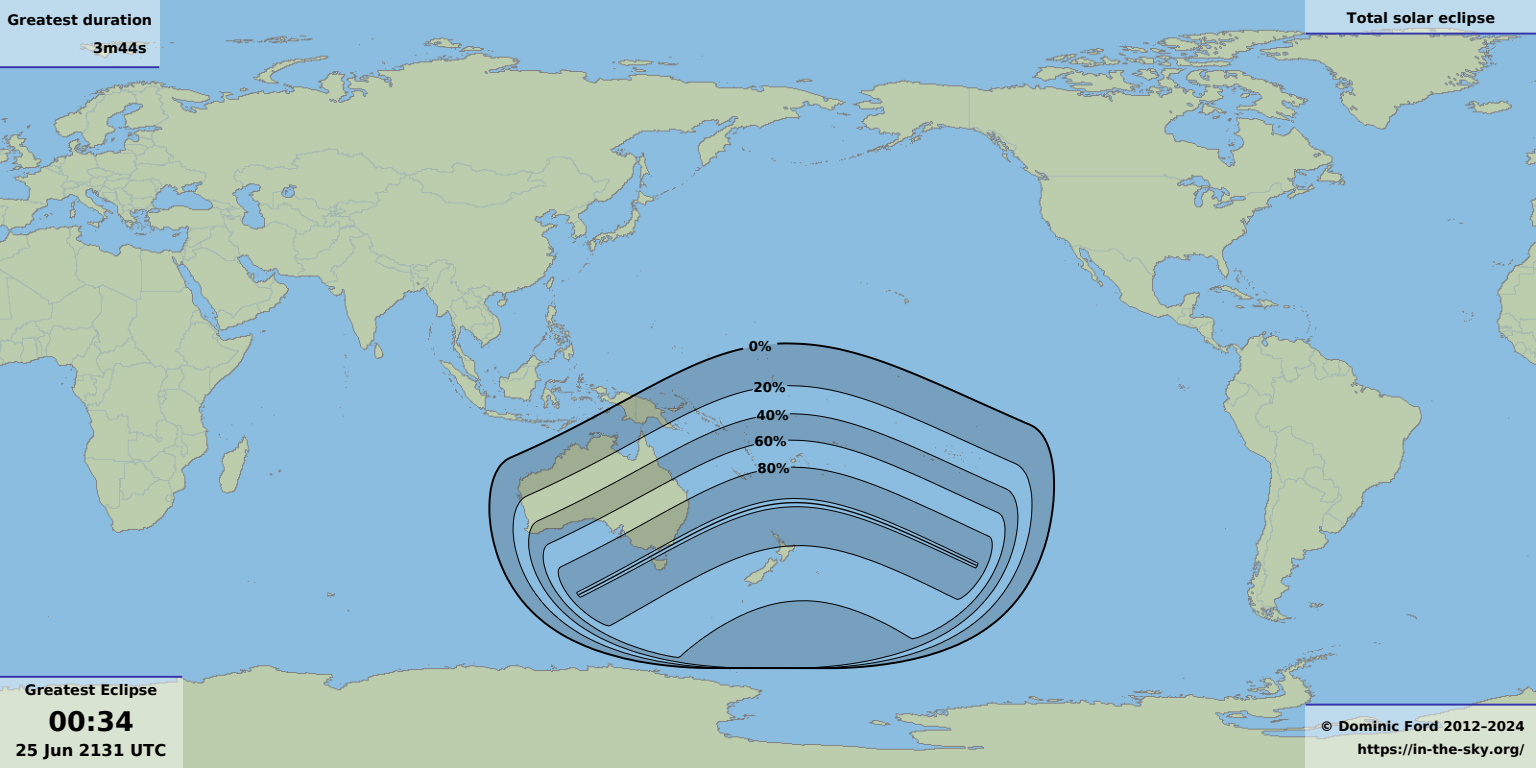 Greatest duration
3m44s
Total solar eclipse
0%
20%
40%
60%
80%
Greatest Eclipse
00:34
25 Jun 2131 UTC
© Dominic Ford 2012–2024
https://in-the-sky.org/